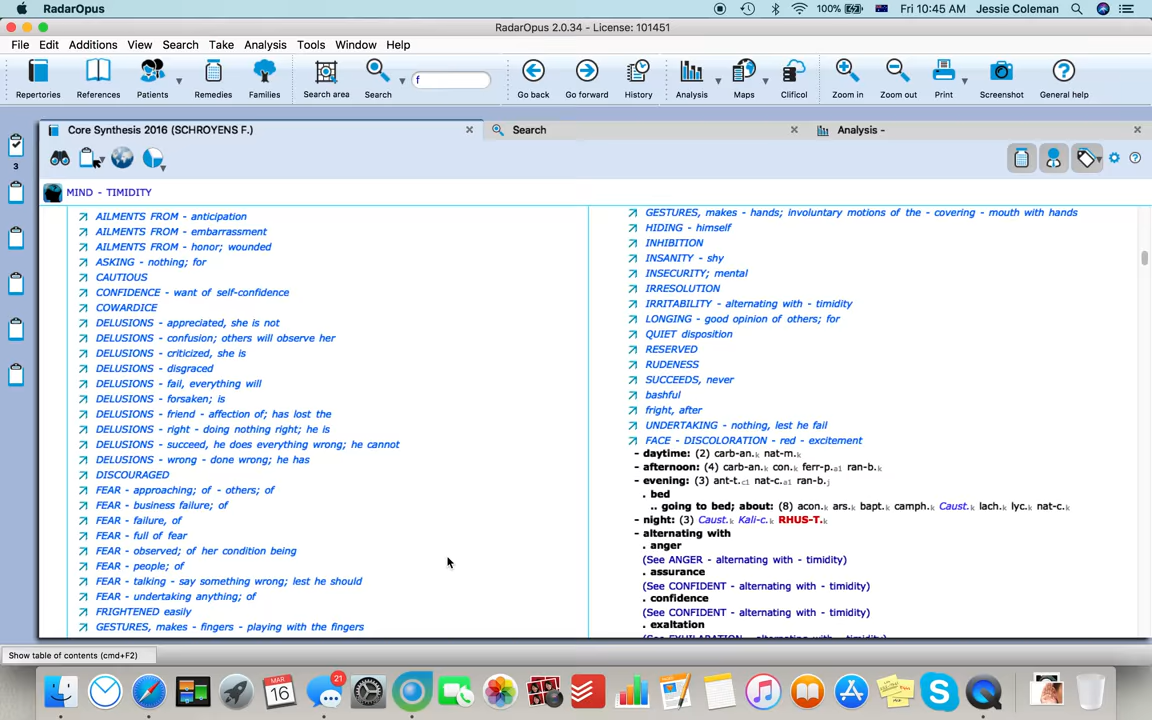 RadarOpus
100%
Fri 10:45 AM Jessie Coleman
RadarOpus 2.0.34 - License: 101451
File Edit Additions View Search Take Analysis Tools Window Help
f
Repertories References Patients Remedies Families Search area Search Go back Go forward History Analysis Maps Clificol Zoom in Zoom out Print Screenshot General help
Core Synthesis 2016 (SCHROYENS F.)
Search
Analysis -
3
MIND - TIMIDITY
AILMENTS FROM - anticipation
AILMENTS FROM - embarrassment
AILMENTS FROM - honor; wounded
ASKING - nothing; for
CAUTIOUS
CONFIDENCE - want of self-confidence
COWARDICE
DELUSIONS - appreciated, she is not
DELUSIONS - confusion; others will observe her
DELUSIONS - criticized, she is
DELUSIONS - disgraced
DELUSIONS - fail, everything will
DELUSIONS - forsaken; is
DELUSIONS - friend - affection of; has lost the
DELUSIONS - right - doing nothing right; he is
DELUSIONS - succeed, he does everything wrong; he cannot
DELUSIONS - wrong - done wrong; he has
DISCOURAGED
FEAR - approaching; of - others; of
FEAR - business failure; of
FEAR - failure, of
FEAR - full of fear
FEAR - observed; of her condition being
FEAR - people; of
FEAR - talking - say something wrong; lest he should
FEAR - undertaking anything; of
FRIGHTENED easily
GESTURES, makes - fingers - playing with the fingers
GESTURES, makes - hands; involuntary motions of the - covering - mouth with hands
HIDING - himself
INHIBITION
INSANITY - shy
INSECURITY; mental
IRRESOLUTION
IRRITABILITY - alternating with - timidity
LONGING - good opinion of others; for
QUIET disposition
RESERVED
RUDENESS
SUCCEEDS, never
bashful
fright, after
UNDERTAKING - nothing, lest he fail
FACE - DISCOLORATION - red - excitement
- daytime: (2) carb-an.k nat-m.k
- afternoon: (4) carb-an.k con.k ferr-p.a1 ran-b.k
- evening: (3) ant-t.c1 nat-c.a1 ran-b.j
. bed
.. going to bed; about: (8) acon.k ars.k bapt.k camph.k Caust.k lach.k lyc.k nat-c.k
- night: (3) Caust.k Kali-c.k RHUS-T.k
- alternating with
. anger
(See ANGER - alternating with - timidity)
. assurance
(See CONFIDENT - alternating with - timidity)
. confidence
(See CONFIDENT - alternating with - timidity)
. exaltation
(See EXHILARATION - alternating with - timidity)
Show table of contents (cmd+F2)
MAR
16
21